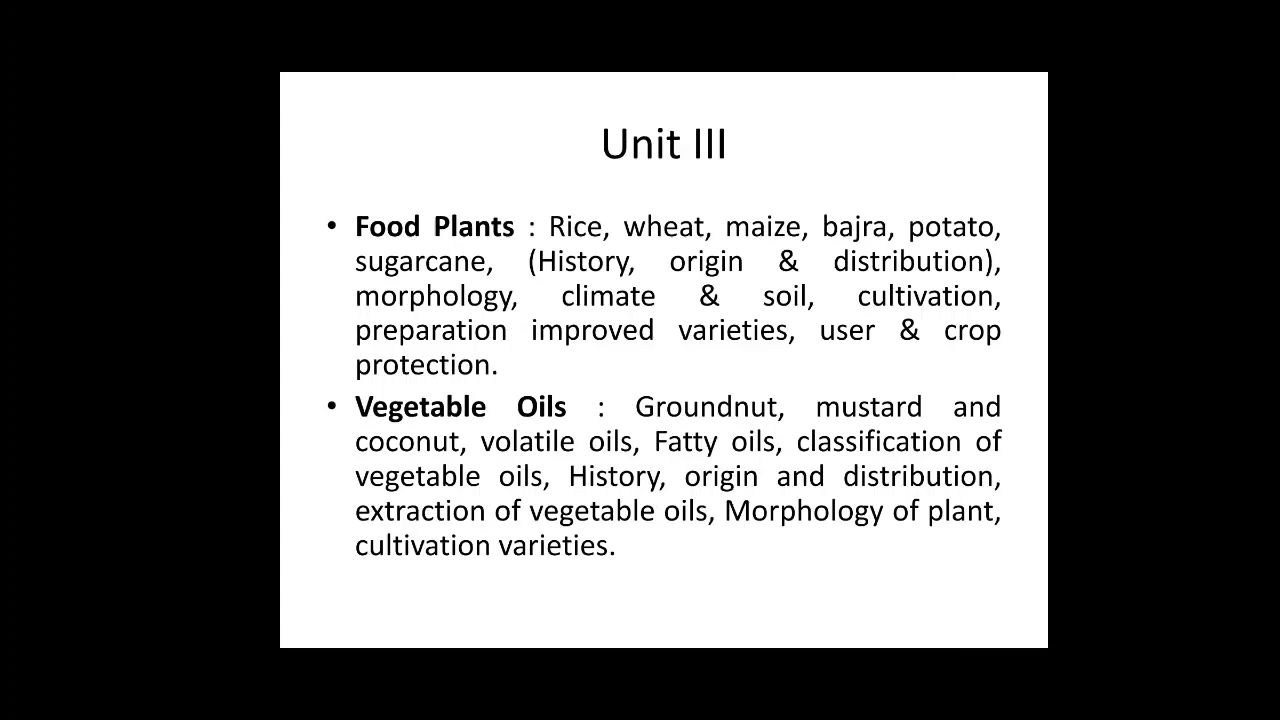 Unit III
• Food Plants : Rice, wheat, maize, bajra, potato,
sugarcane, (History, origin & distribution),
morphology, climate & soil, cultivation,
preparation improved varieties, user & crop
protection.
• Vegetable Oils : Groundnut, mustard and
coconut, volatile oils, Fatty oils, classification of
vegetable oils, History, origin and distribution,
extraction of vegetable oils, Morphology of plant,
cultivation varieties.